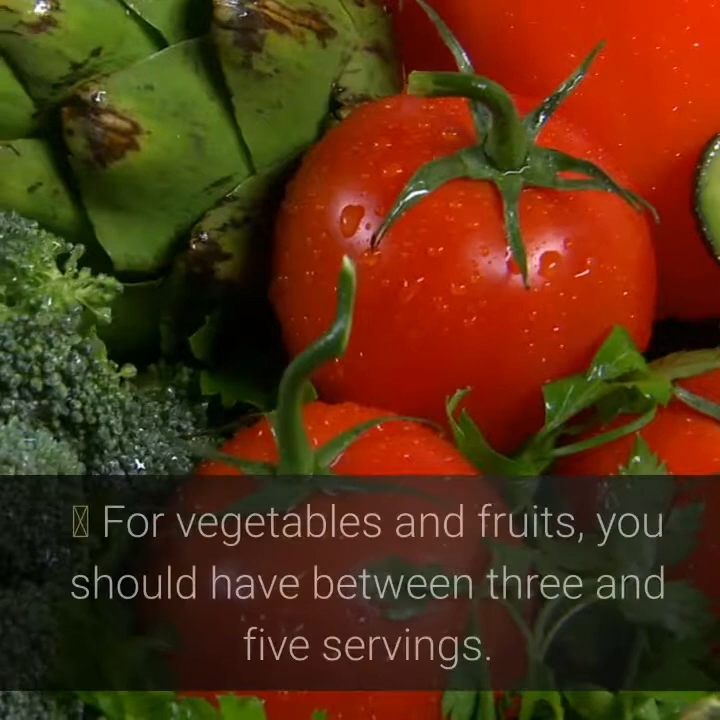 For vegetables and fruits, you
should have between three and
five servings.